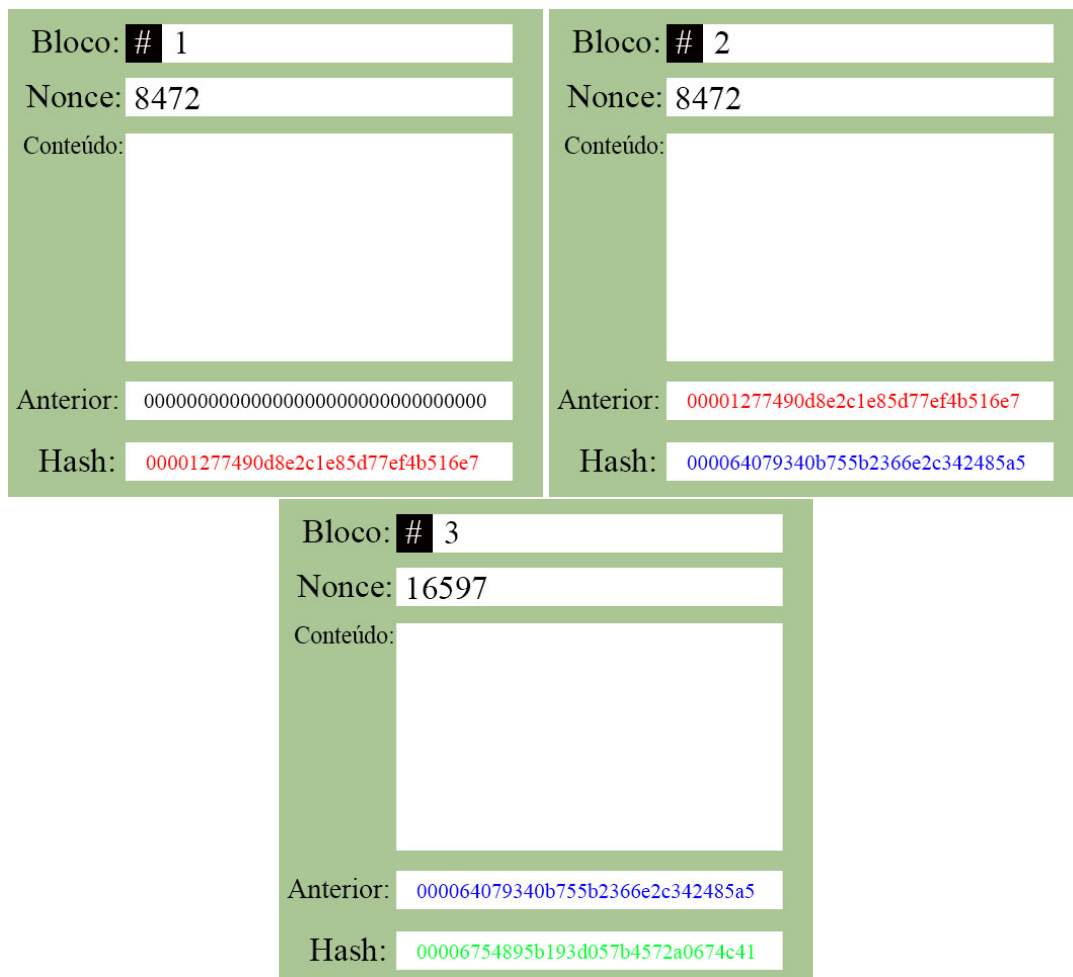 Bloco: # 1
Nonce: 8472
Conteúdo:
Anterior: 00000000000000000000000000000000
Hash: 00001277490d8e2c1e85d77ef4b516e7
Bloco: # 2
Nonce: 8472
Conteúdo:
Anterior: 00001277490d8e2c1e85d77ef4b516e7
Hash: 000064079340b755b2366e2c342485a5
Bloco: # 3
Nonce: 16597
Conteúdo:
Anterior: 000064079340b755b2366e2c342485a5
Hash: 00006754895b193d057b4572a0674c41